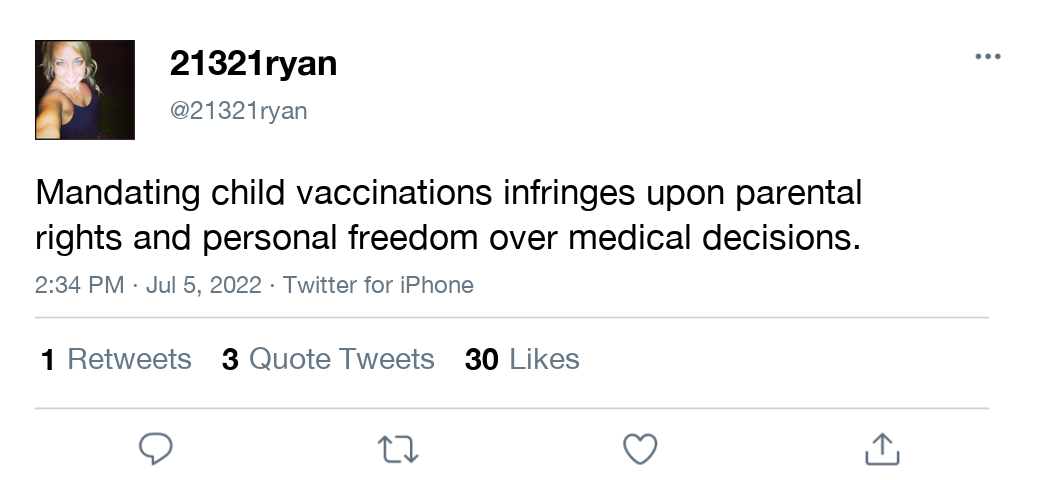 21321ryan
@21321ryan
Mandating child vaccinations infringes upon parental
rights and personal freedom over medical decisions.
2:34 PM · Jul 5, 2022 · Twitter for iPhone
1 Retweets 3 Quote Tweets 30 Likes